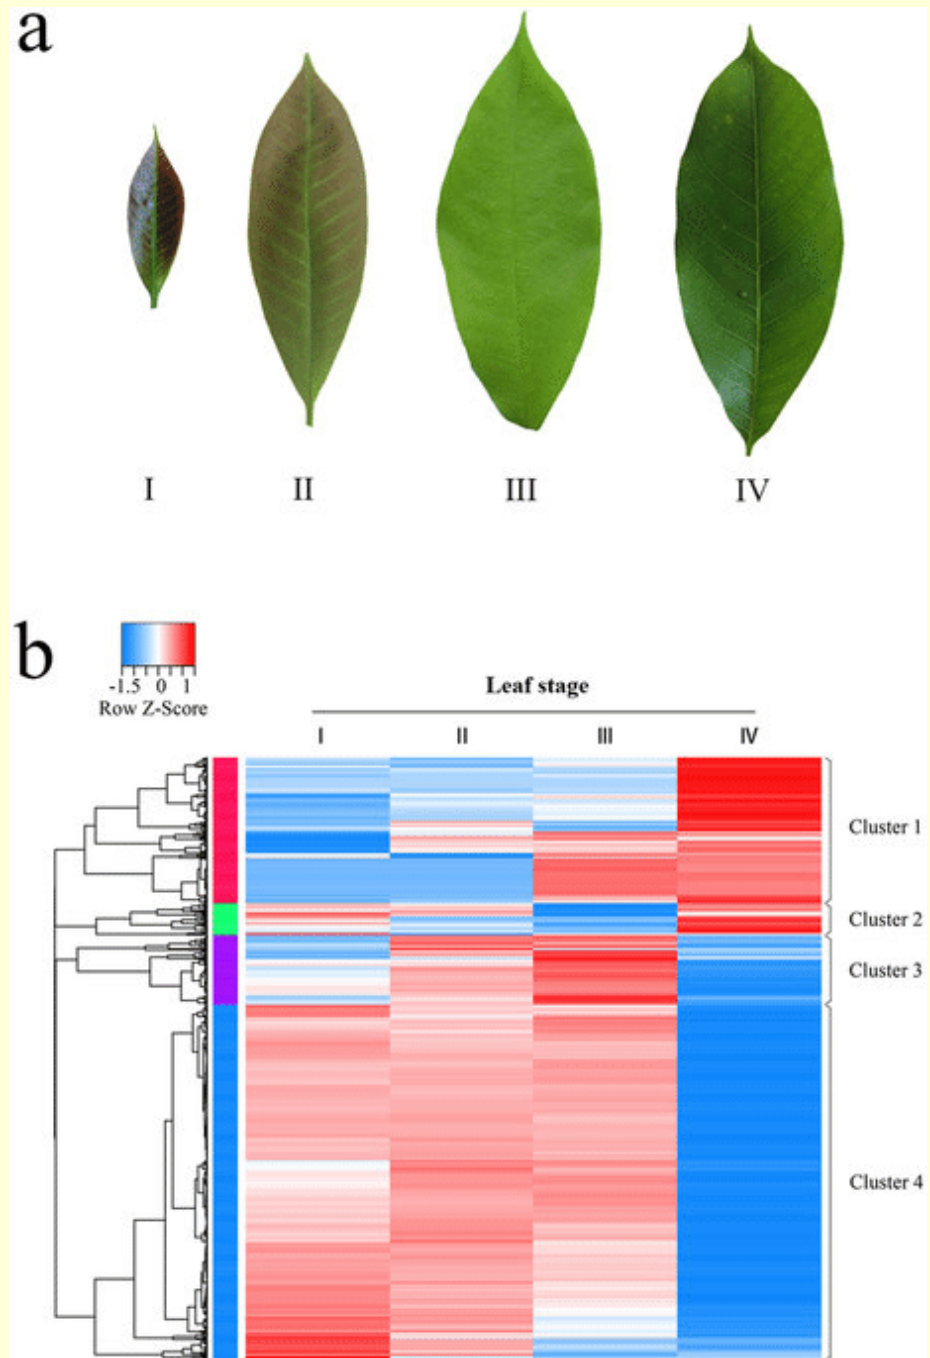 a
I II III IV
b
-1.5 0 1
Row Z-Score
Leaf stage
I II III IV
Cluster 1
Cluster 2
Cluster 3
Cluster 4